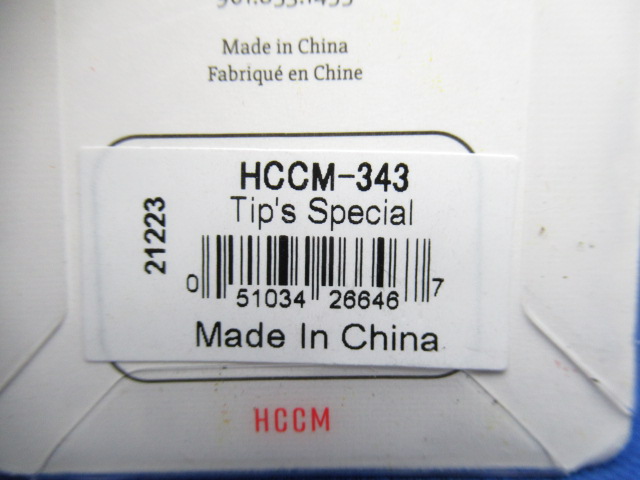 Made in China
Fabriqué en Chine
HCCM-343
Tip's Special
21223
0 51034 26646 7
Made In China
HCCM